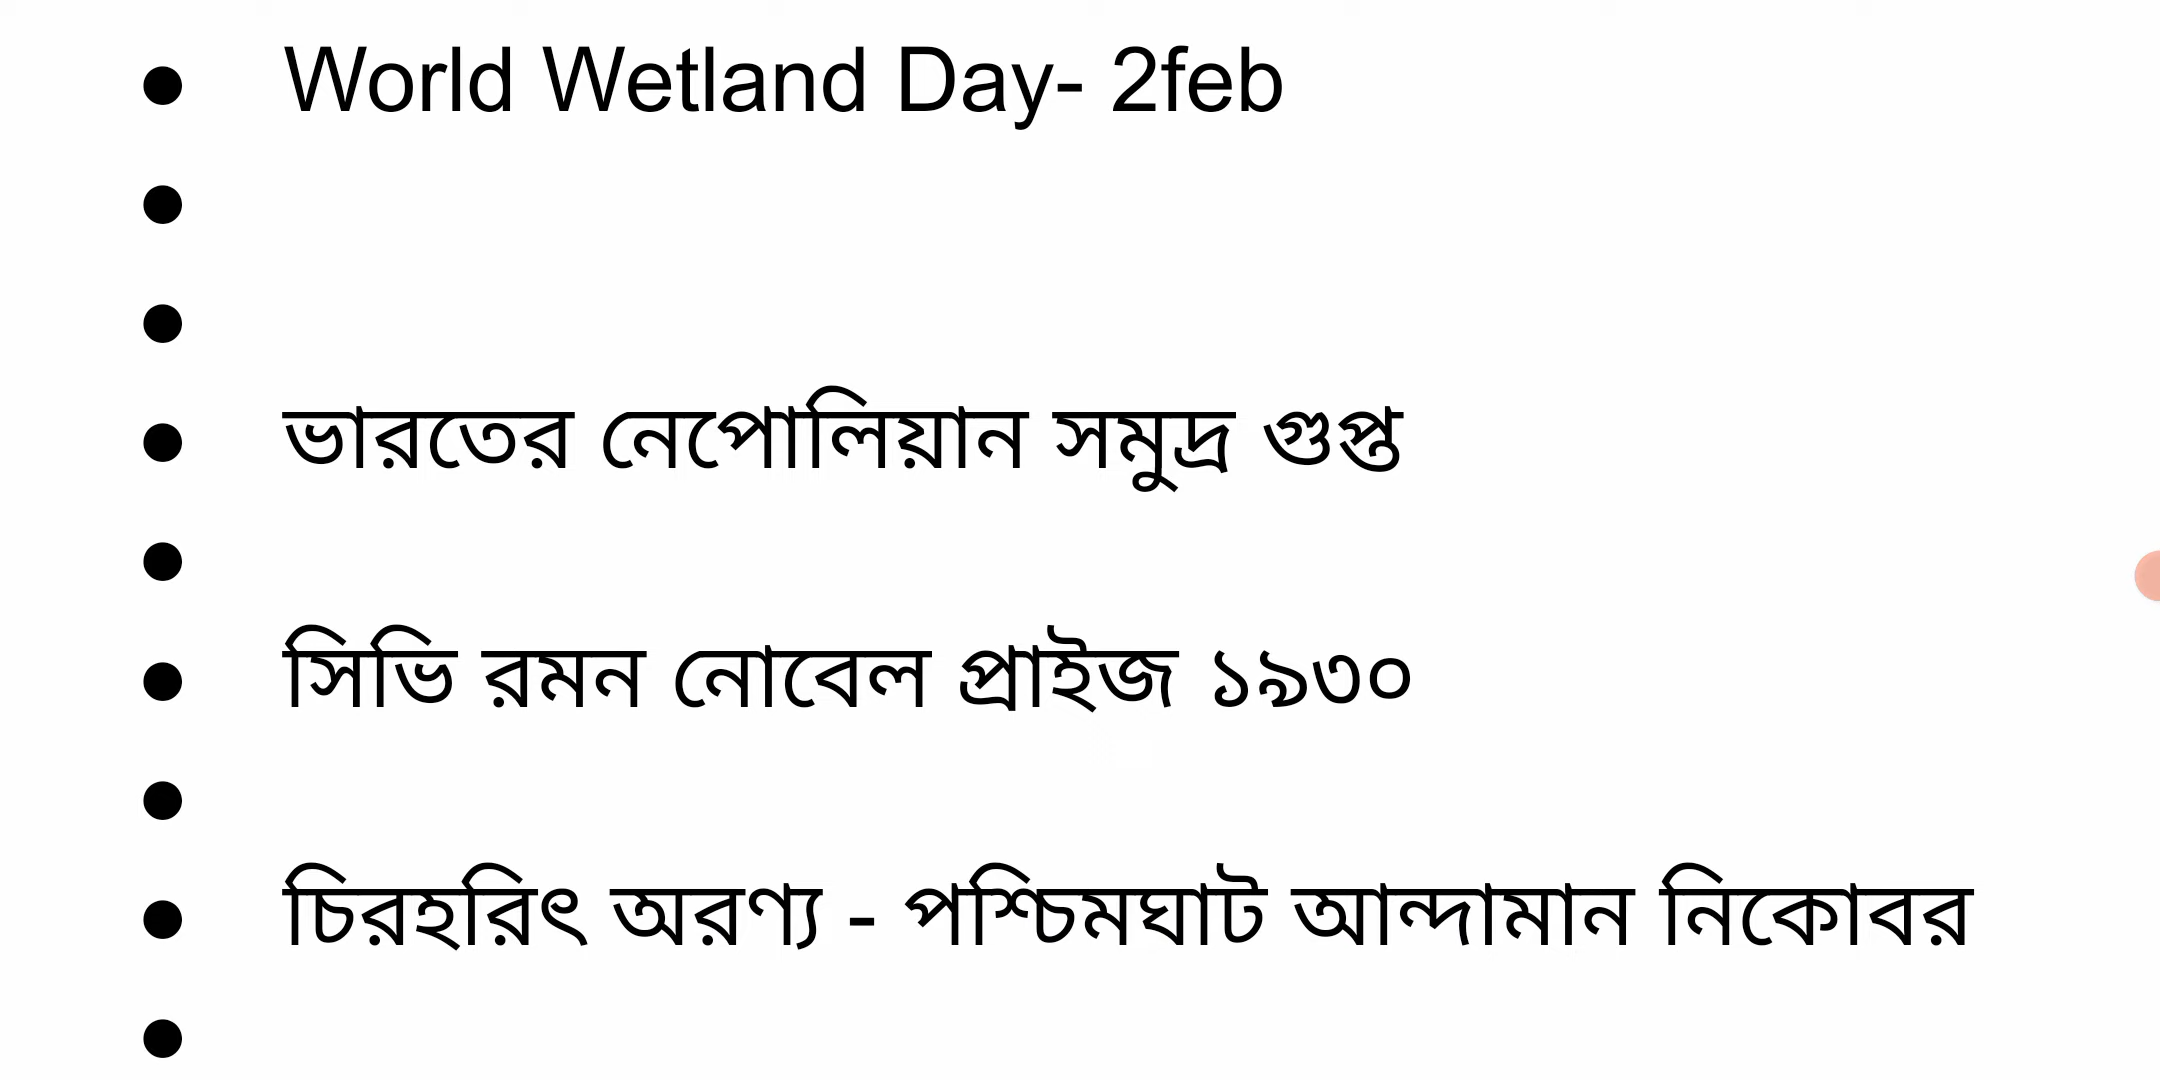 World Wetland Day- 2feb
ভারতের নেপোলিয়ান সমুদ্র গুপ্ত
সিভি রমন নোবেল প্রাইজ ১৯৩০
চিরহরিৎ অরণ্য - পশ্চিমঘাট আন্দামান নিকোবর